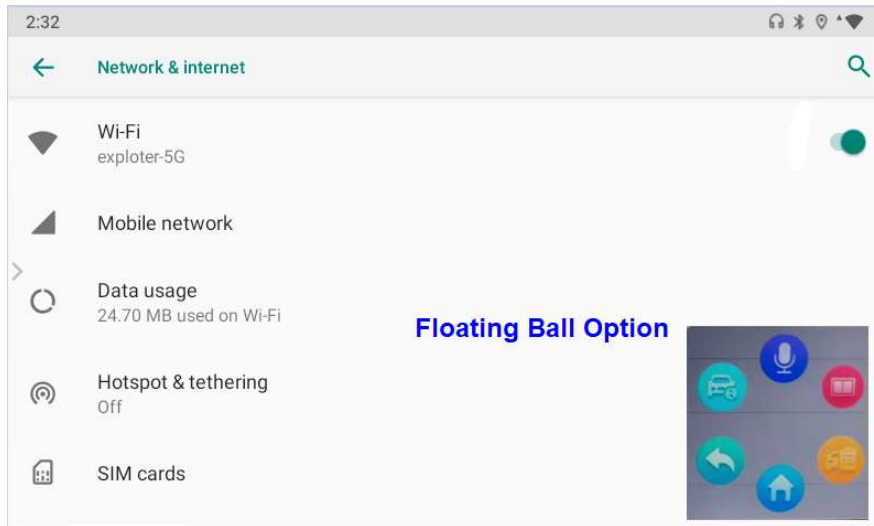 2:32
Network & internet
Wi-Fi
exploter-5G
Mobile network
Data usage
24.70 MB used on Wi-Fi
Floating Ball Option
Hotspot & tethering
Off
SIM cards